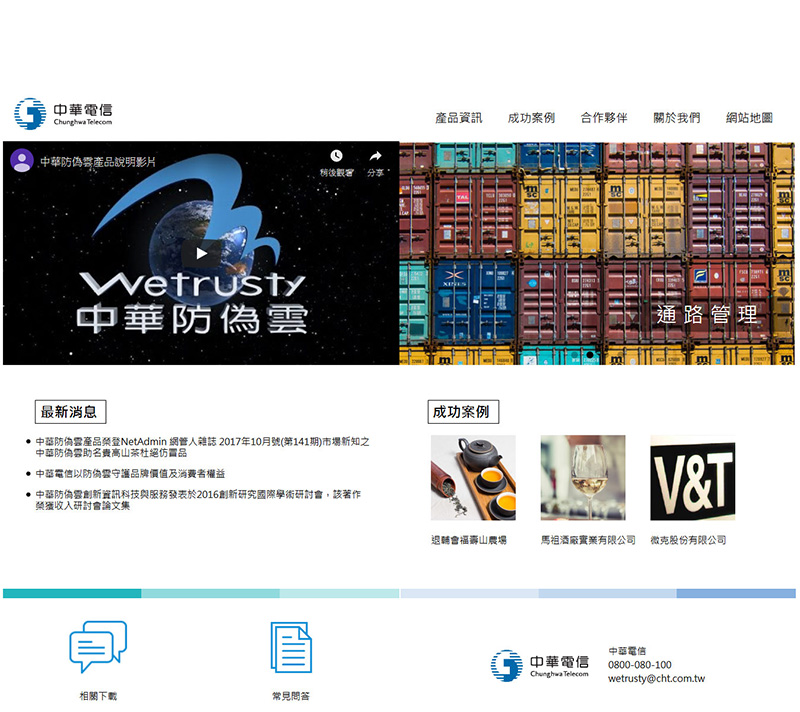 中華電信
Chunghwa Telecom
產品資訊 成功案例 合作夥伴 關於我們 網站地圖
中華防偽雲產品說明影片
稍後觀看 分享
Wetrusty
中華防偽雲
通路管理
最新消息
中華防偽雲產品榮登NetAdmin 網管人雜誌 2017年10月號(第141期)市場新知之
中華防偽雲助名貴高山茶杜絕仿冒品
中華電信以防偽雲守護品牌價值及消費者權益
中華防偽雲創新資訊科技與服務發表於2016創新研究國際學術研討會，該著作
榮獲收入研討會論文集
成功案例
V&T
退輔會福壽山農場 馬祖酒廠實業有限公司 微克股份有限公司
相關下載 常見問答
中華電信
Chunghwa Telecom
中華電信
0800-080-100
wetrusty@cht.com.tw